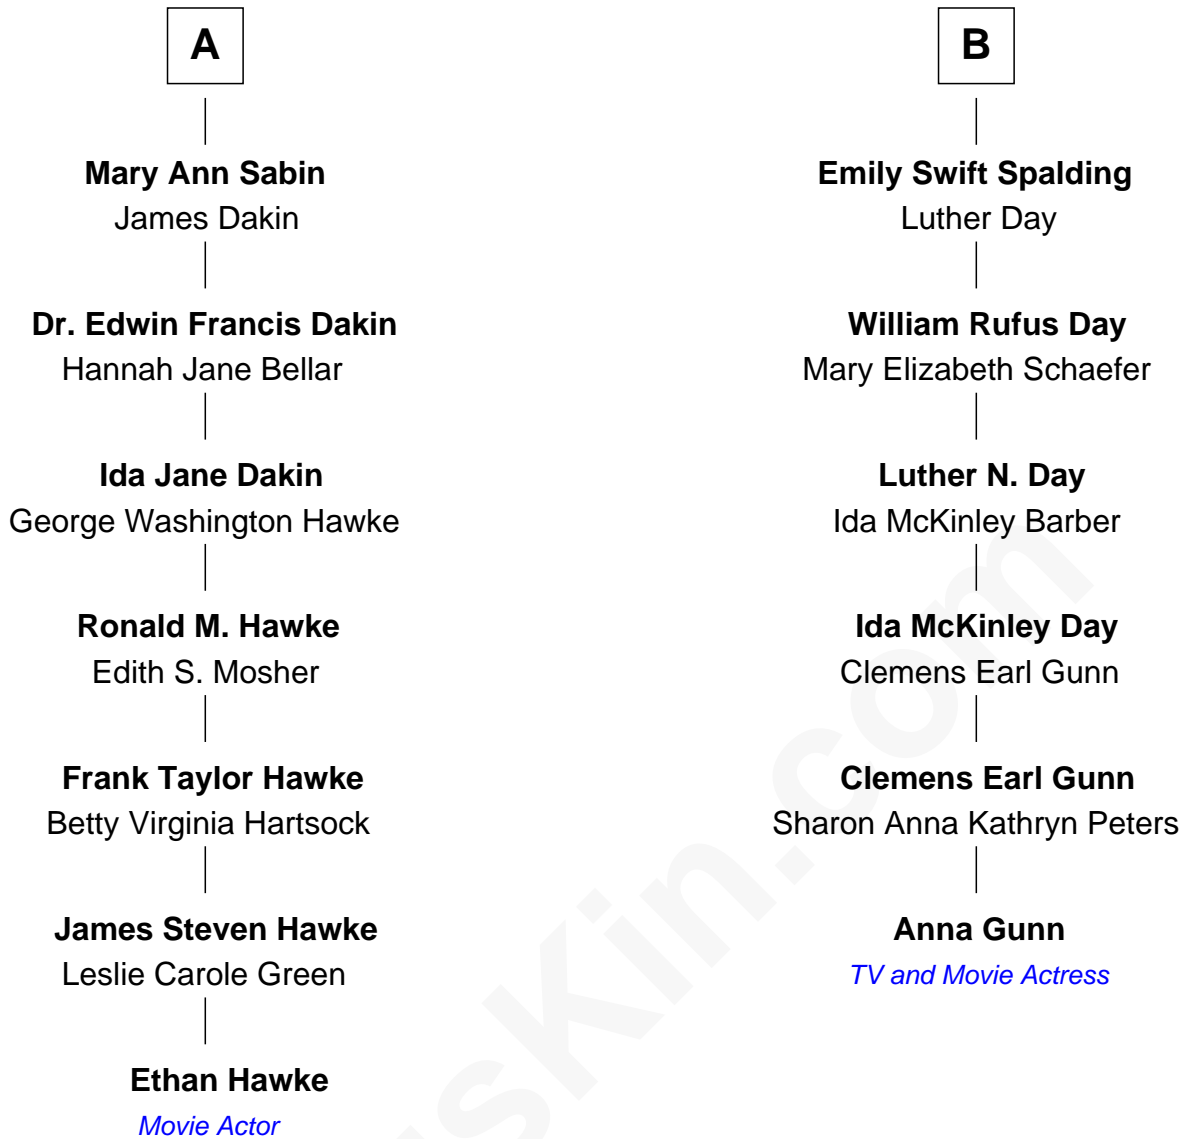 A
Mary Ann Sabin
James Dakin
Dr. Edwin Francis Dakin
Hannah Jane Bellar
Ida Jane Dakin
George Washington Hawke
Ronald M. Hawke
Edith S. Mosher
Frank Taylor Hawke
Betty Virginia Hartsock
James Steven Hawke
Leslie Carole Green
Ethan Hawke
Movie Actor
B
Emily Swift Spalding
Luther Day
William Rufus Day
Mary Elizabeth Schaefer
Luther N. Day
Ida McKinley Barber
Ida McKinley Day
Clemens Earl Gunn
Clemens Earl Gunn
Sharon Anna Kathryn Peters
Anna Gunn
TV and Movie Actress
sKin.com